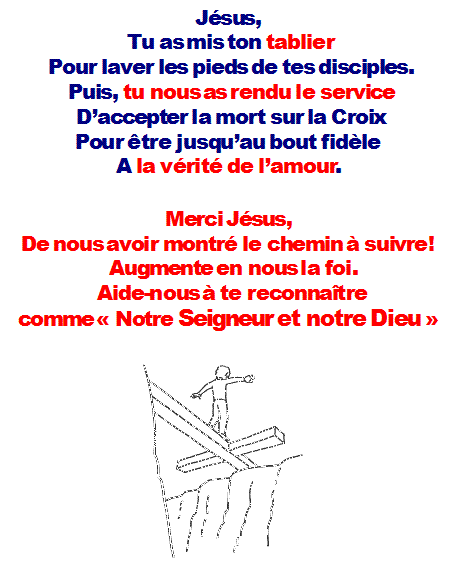 Jésus,
Tu as mis ton tablier
Pour laver les pieds de tes disciples.
Puis, tu nous as rendu le service
D’accepter la mort sur la Croix
Pour être jusqu’au bout fidèle
A la vérité de l’amour.
Merci Jésus,
De nous avoir montré le chemin à suivre!
Augmente en nous la foi.
Aide-nous à te reconnaître
comme « Notre Seigneur et notre Dieu »